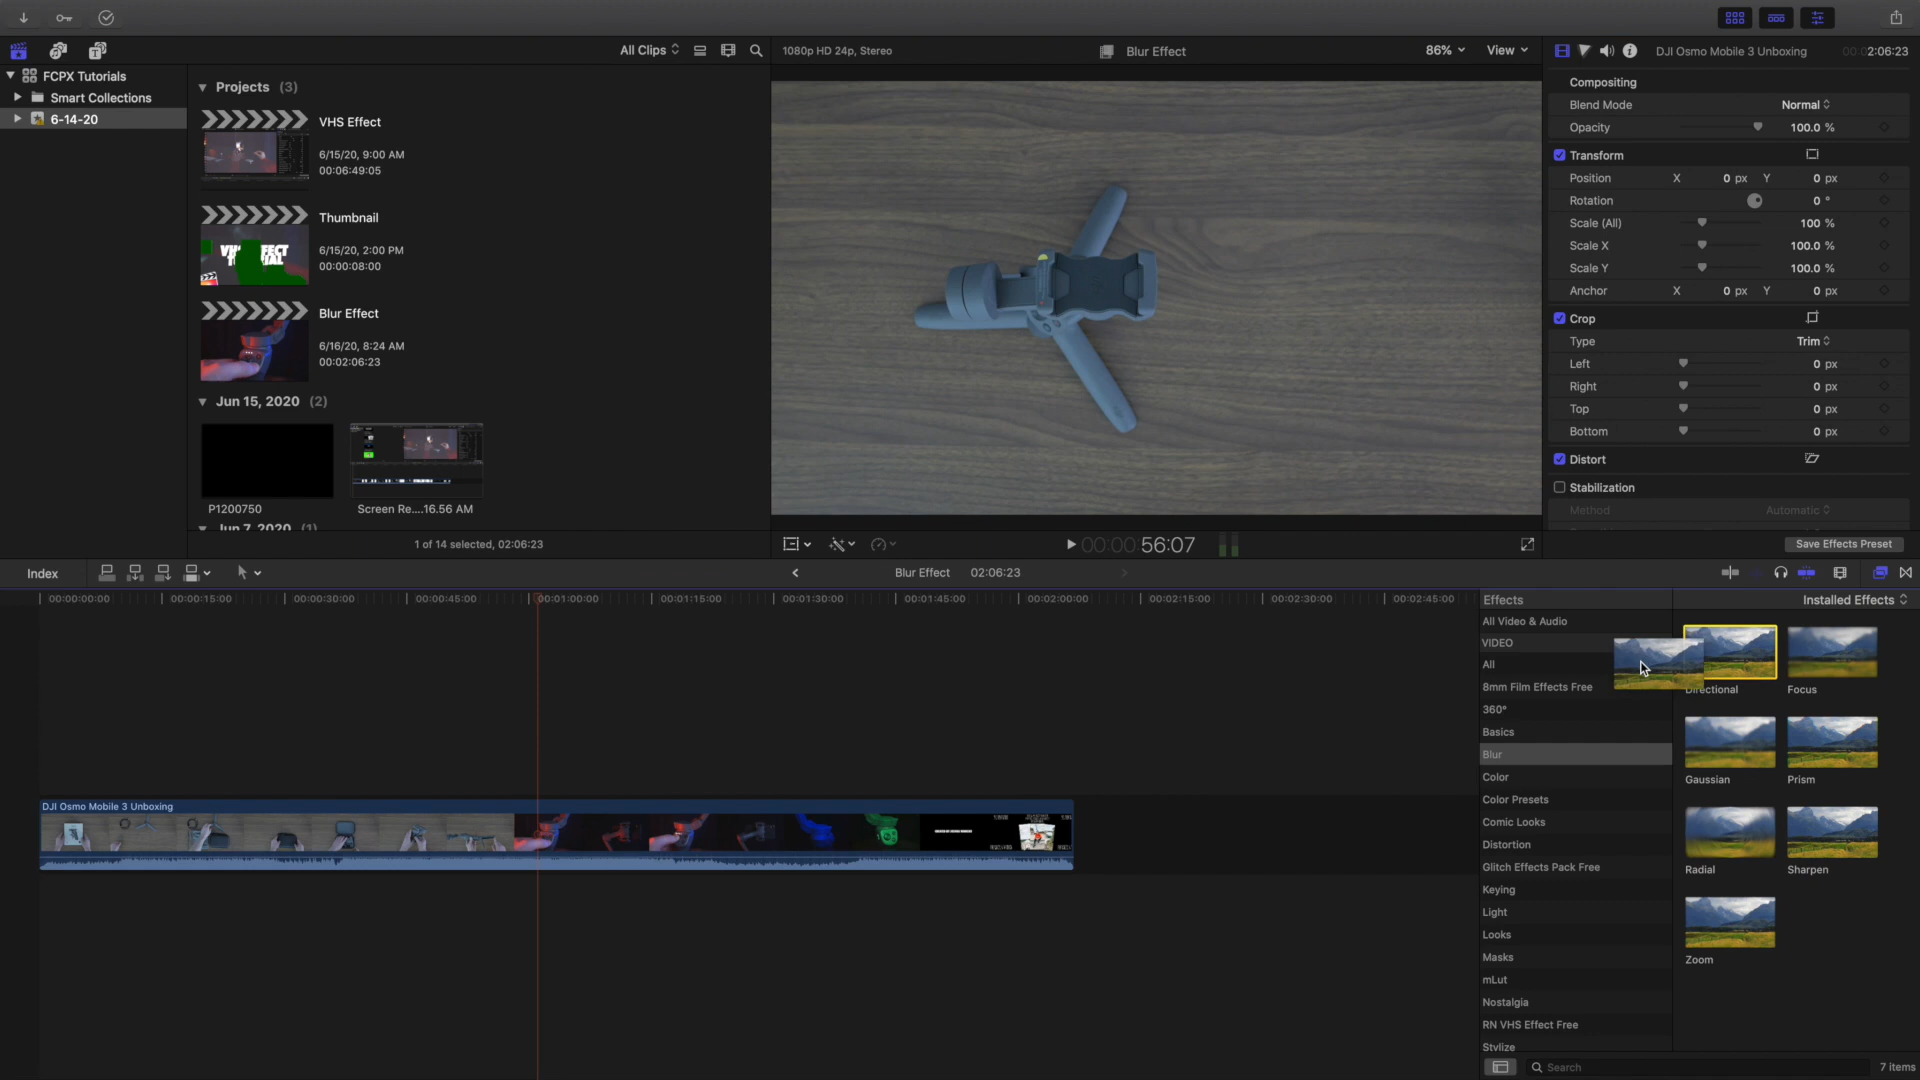 All Clips
1080p HD 24p, Stereo
Blur Effect
86%
View
DJI Osmo Mobile 3 Unboxing
00:02:06:23
FCPX Tutorials
Smart Collections
6-14-20
Projects (3)
VHS Effect
6/15/20, 9:00 AM
00:06:49:05
Thumbnail
6/15/20, 2:00 PM
00:00:08:00
Blur Effect
6/16/20, 8:24 AM
00:02:06:23
Jun 15, 2020 (2)
P1200750
Screen Re....16.56 AM
Jun 7, 2020 (1)
1 of 14 selected, 02:06:23
00:00:56:07
Compositing
Blend Mode Normal
Opacity 100.0 %
Transform
Position X 0 px Y 0 px
Rotation 0 °
Scale (All) 100 %
Scale X 100.0 %
Scale Y 100.0 %
Anchor X 0 px Y 0 px
Crop
Type Trim
Left 0 px
Right 0 px
Top 0 px
Bottom 0 px
Distort
Stabilization
Method Automatic
Save Effects Preset
Index
Blur Effect 02:06:23
00:00:00:00 00:00:15:00 00:00:30:00 00:00:45:00 00:01:00:00 00:01:15:00 00:01:30:00 00:01:45:00 00:02:00:00 00:02:15:00 00:02:30:00 00:02:45:00
DJI Osmo Mobile 3 Unboxing
Effects
Installed Effects
All Video & Audio
VIDEO
All
8mm Film Effects Free
360°
Basics
Blur
Color
Color Presets
Comic Looks
Distortion
Glitch Effects Pack Free
Keying
Light
Looks
Masks
mLut
Nostalgia
RN VHS Effect Free
Stylize
Directional
Focus
Gaussian
Prism
Radial
Sharpen
Zoom
Search
7 items